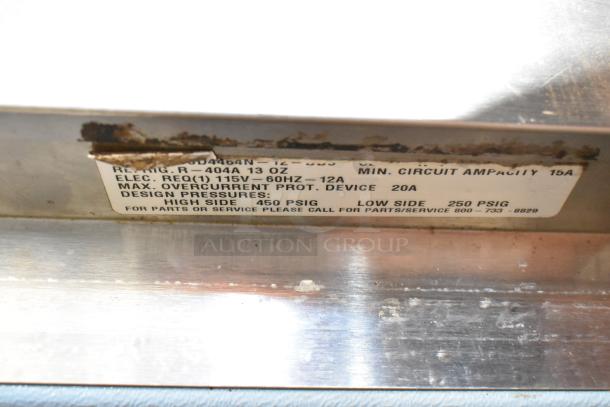 D4464N-12-
REFRIG. R-404A 13 OZ MIN. CIRCUIT AMPACITY 15A
ELEC. REQ(1) 115V-60HZ-12A
MAX. OVERCURRENT PROT. DEVICE 20A
DESIGN PRESSURES:
HIGH SIDE 450 PSIG LOW SIDE 250 PSIG
FOR PARTS OR SERVICE PLEASE CALL FOR PARTS/SERVICE 800-733-8829
AUCTION GROUP